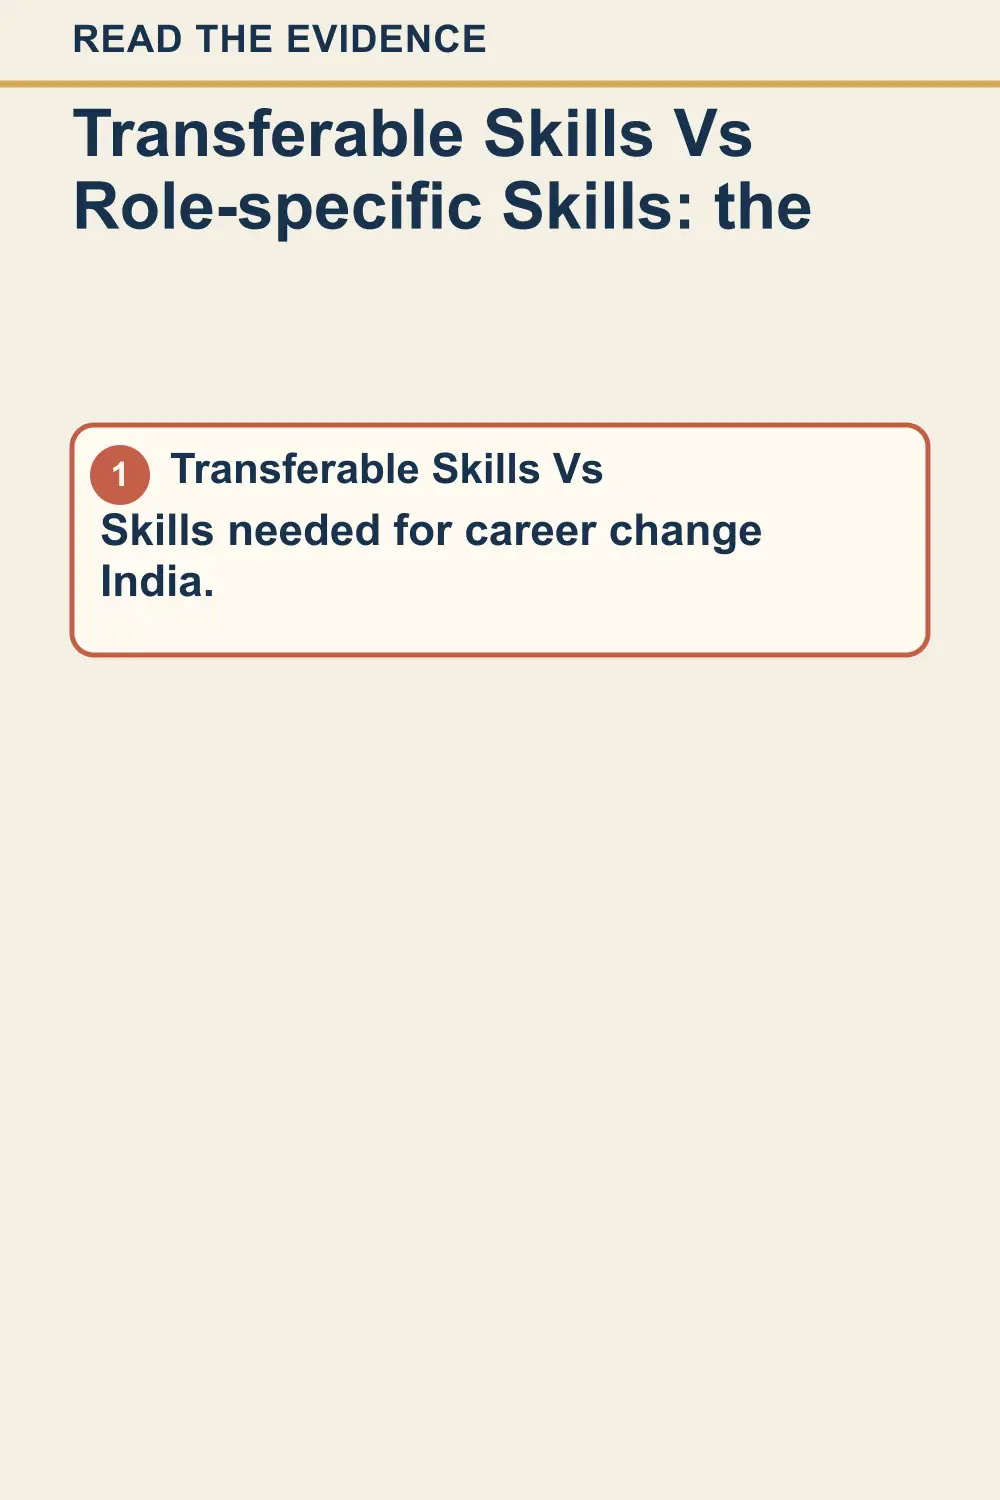 READ THE EVIDENCE
Transferable Skills Vs
Role-specific Skills: the
1 Transferable Skills Vs
Skills needed for career change
India.